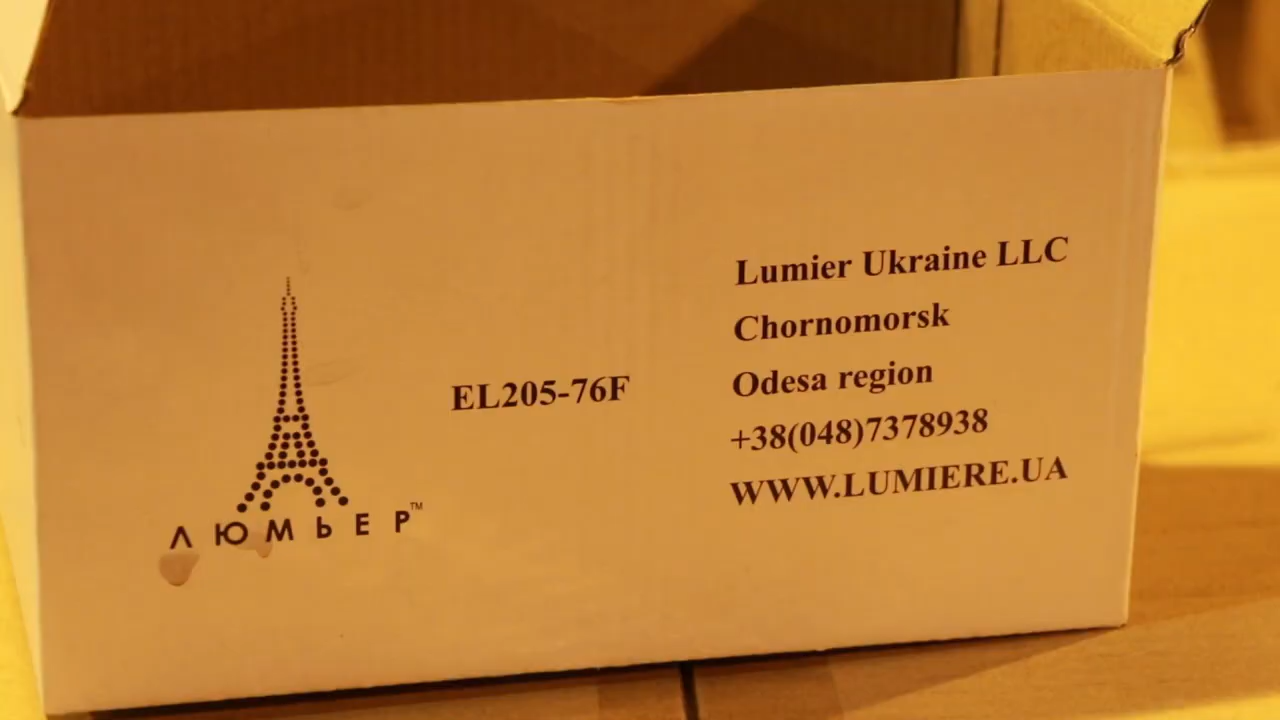 ЛЮМЬЕР™
EL205-76F
Lumier Ukraine LLC
Chornomorsk
Odesa region
+38(048)7378938
WWW.LUMIERE.UA